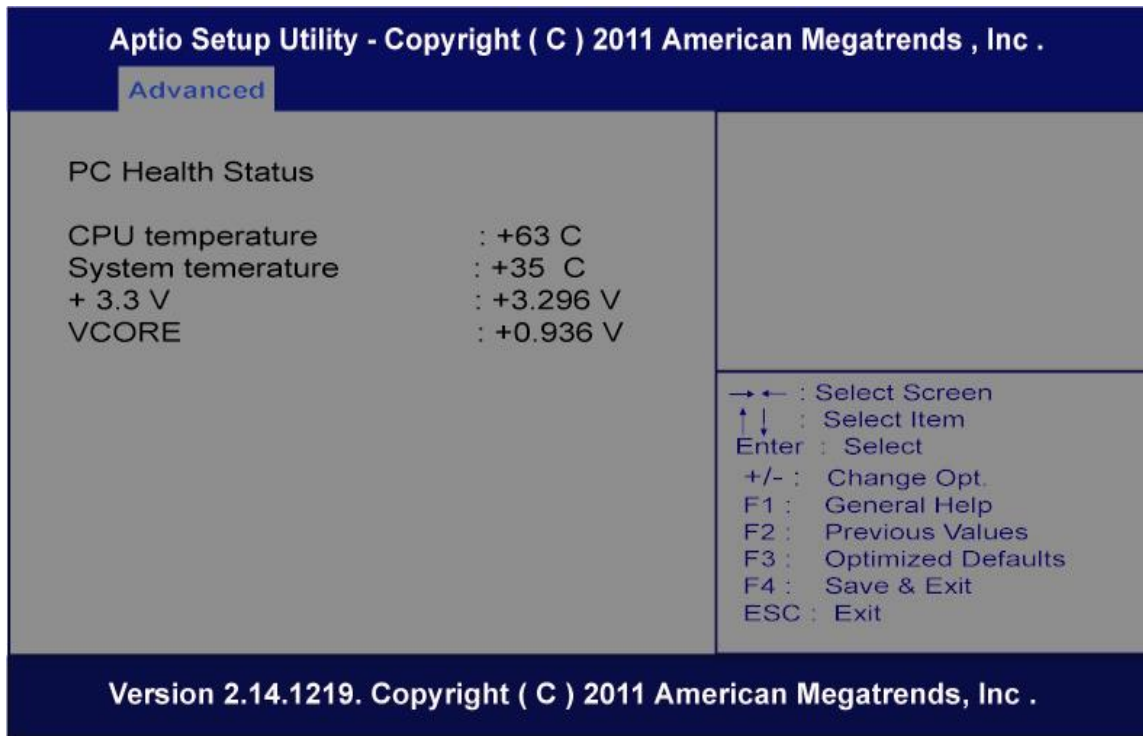 Aptio Setup Utility - Copyright ( C ) 2011 American Megatrends , Inc .
Advanced
PC Health Status
CPU temperature : +63 C
System temerature : +35 C
+ 3.3 V : +3.296 V
VCORE : +0.936 V
→ ← : Select Screen
↑ ↓ : Select Item
Enter : Select
+/- : Change Opt.
F1 : General Help
F2 : Previous Values
F3 : Optimized Defaults
F4 : Save & Exit
ESC : Exit
Version 2.14.1219. Copyright ( C ) 2011 American Megatrends, Inc .